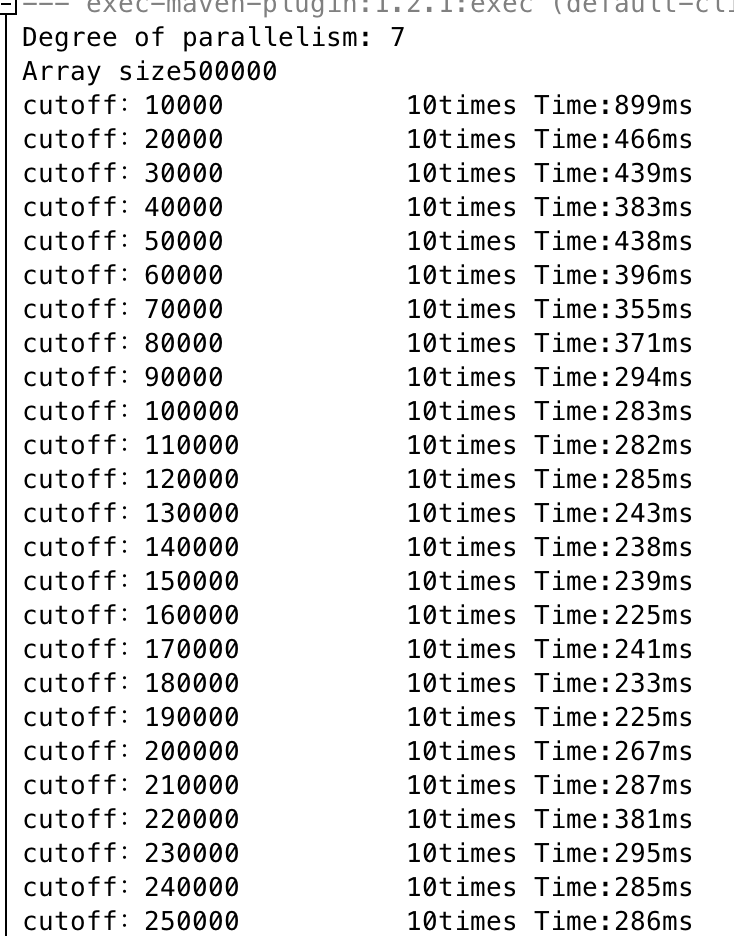 --- exec-maven-plugin:1.2.1:exec (default-cli
Degree of parallelism: 7
Array size500000
cutoff: 10000 10times Time:899ms
cutoff: 20000 10times Time:466ms
cutoff: 30000 10times Time:439ms
cutoff: 40000 10times Time:383ms
cutoff: 50000 10times Time:438ms
cutoff: 60000 10times Time:396ms
cutoff: 70000 10times Time:355ms
cutoff: 80000 10times Time:371ms
cutoff: 90000 10times Time:294ms
cutoff: 100000 10times Time:283ms
cutoff: 110000 10times Time:282ms
cutoff: 120000 10times Time:285ms
cutoff: 130000 10times Time:243ms
cutoff: 140000 10times Time:238ms
cutoff: 150000 10times Time:239ms
cutoff: 160000 10times Time:225ms
cutoff: 170000 10times Time:241ms
cutoff: 180000 10times Time:233ms
cutoff: 190000 10times Time:225ms
cutoff: 200000 10times Time:267ms
cutoff: 210000 10times Time:287ms
cutoff: 220000 10times Time:381ms
cutoff: 230000 10times Time:295ms
cutoff: 240000 10times Time:285ms
cutoff: 250000 10times Time:286ms